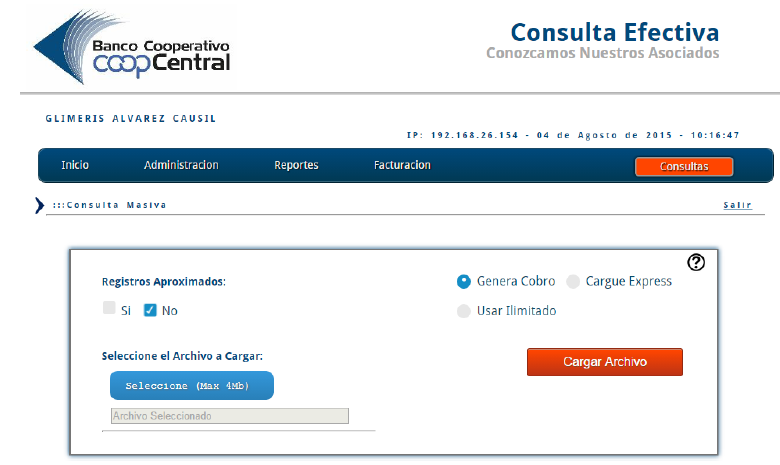 Banco Cooperativo
coopCentral
Consulta Efectiva
Conozcamos Nuestros Asociados
GLIMERIS ALVAREZ CAUSIL
IP: 192.168.26.154 - 04 de Agosto de 2015 - 10:16:47
Inicio Administracion Reportes Facturacion Consultas
:::Consulta Masiva Salir
?
Registros Aproximados: Genera Cobro Cargue Express
Si No Usar Ilimitado
Seleccione el Archivo a Cargar: Cargar Archivo
Seleccione (Max 4Mb)
Archivo Seleccionado